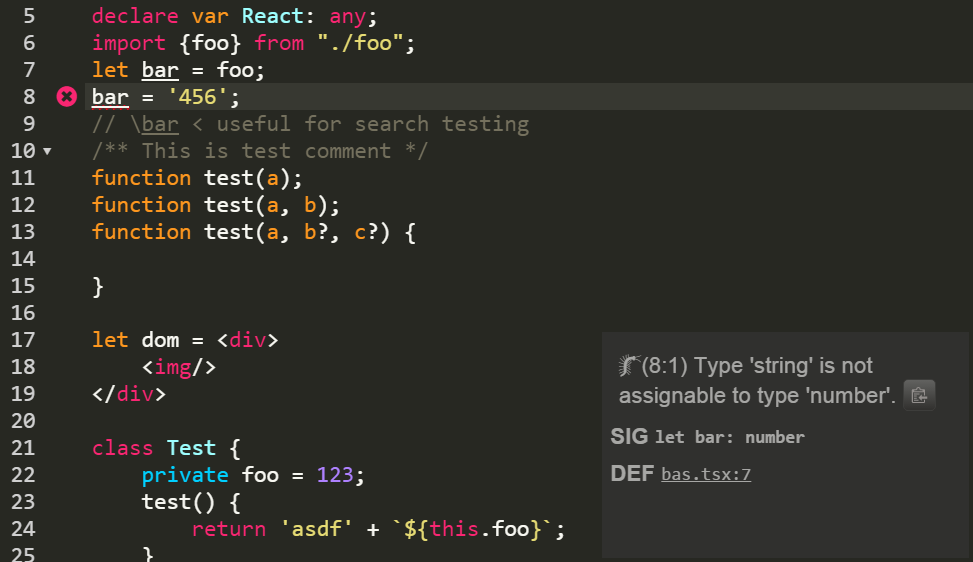 5 declare var React: any;
6 import {foo} from "./foo";
7 let bar = foo;
8 bar = '456';
9 // \bar < useful for search testing
10 /** This is test comment */
11 function test(a);
12 function test(a, b);
13 function test(a, b?, c?) {
14
15 }
16
17 let dom = <div>
18     <img/>
19 </div>
20
21 class Test {
22     private foo = 123;
23     test() {
24         return 'asdf' + `${this.foo}`;
25     }
(8:1) Type 'string' is not
assignable to type 'number'.
SIG let bar: number
DEF bas.tsx:7